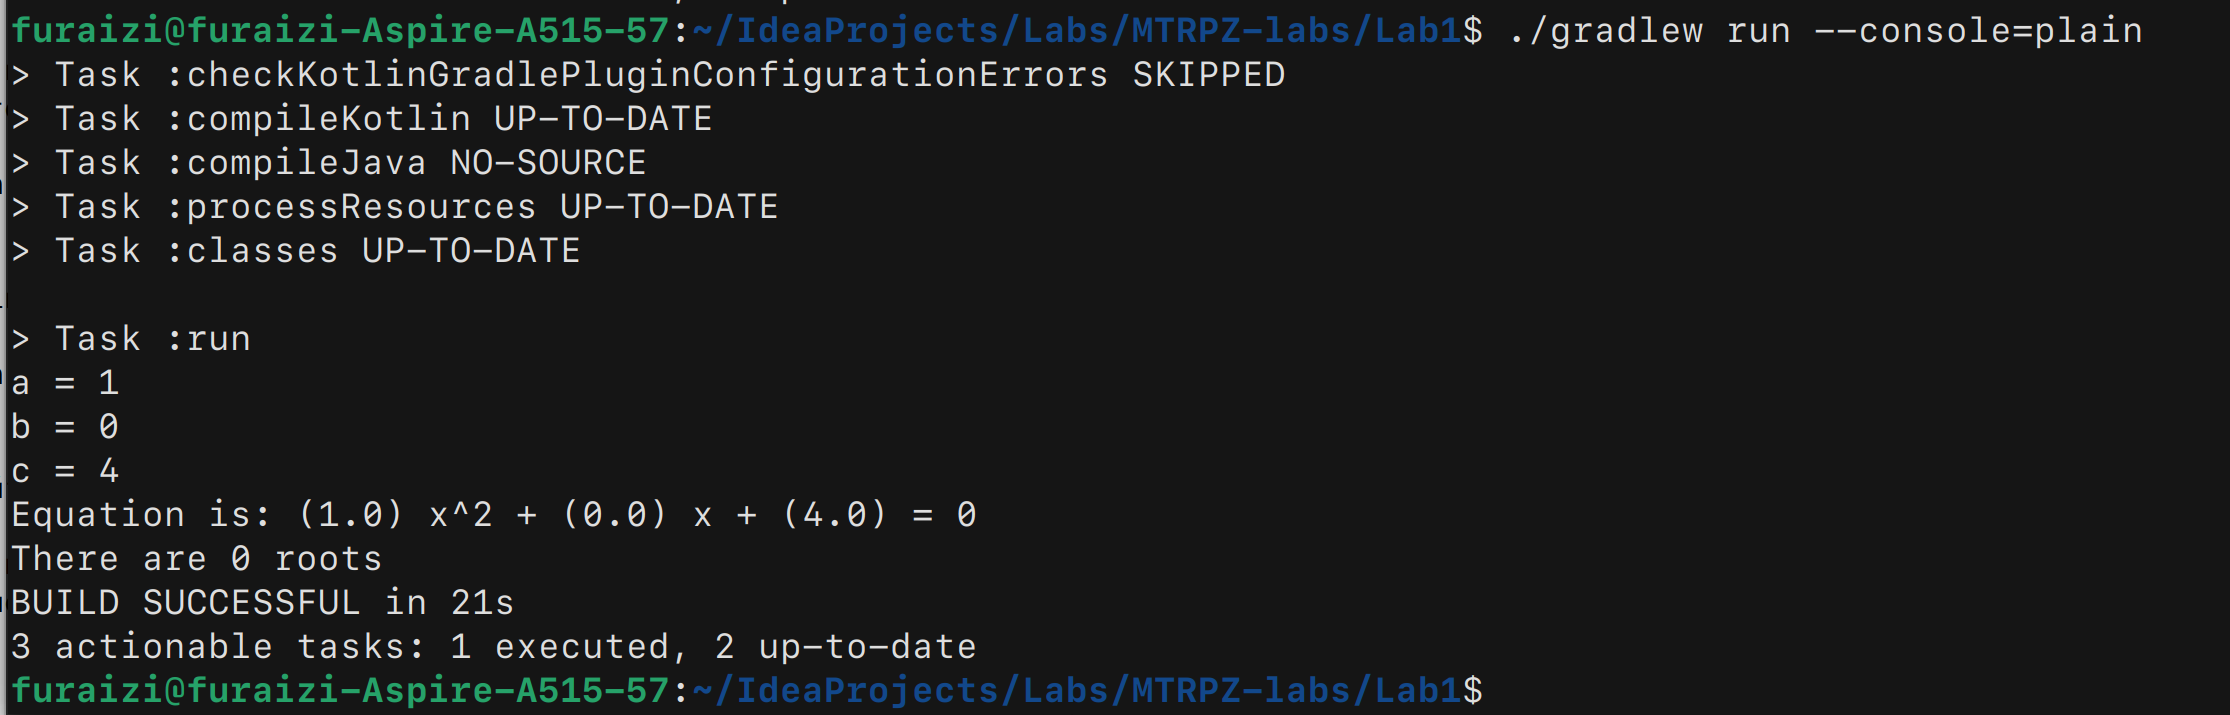 furaizi@furaizi-Aspire-A515-57:~/IdeaProjects/Labs/MTRPZ-labs/Lab1$ ./gradlew run --console=plain
> Task :checkKotlinGradlePluginConfigurationErrors SKIPPED
> Task :compileKotlin UP-TO-DATE
> Task :compileJava NO-SOURCE
> Task :processResources UP-TO-DATE
> Task :classes UP-TO-DATE
> Task :run
a = 1
b = 0
c = 4
Equation is: (1.0) x^2 + (0.0) x + (4.0) = 0
There are 0 roots
BUILD SUCCESSFUL in 21s
3 actionable tasks: 1 executed, 2 up-to-date
furaizi@furaizi-Aspire-A515-57:~/IdeaProjects/Labs/MTRPZ-labs/Lab1$